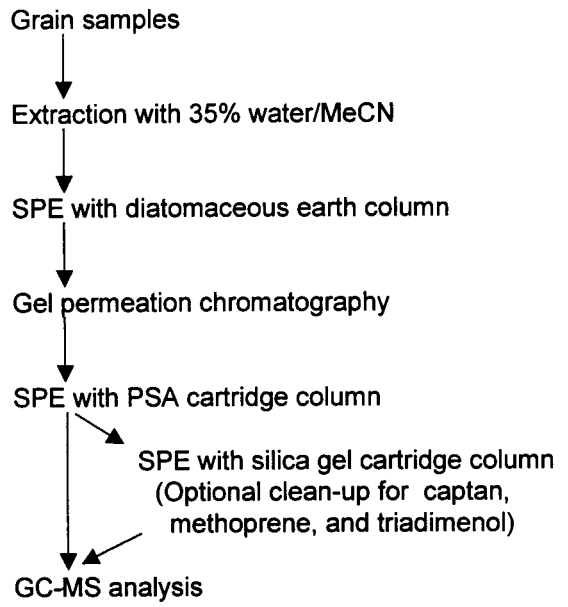 Grain samples
Extraction with 35% water/MeCN
SPE with diatomaceous earth column
Gel permeation chromatography
SPE with PSA cartridge column
SPE with silica gel cartridge column
(Optional clean-up for captan,
methoprene, and triadimenol)
GC-MS analysis